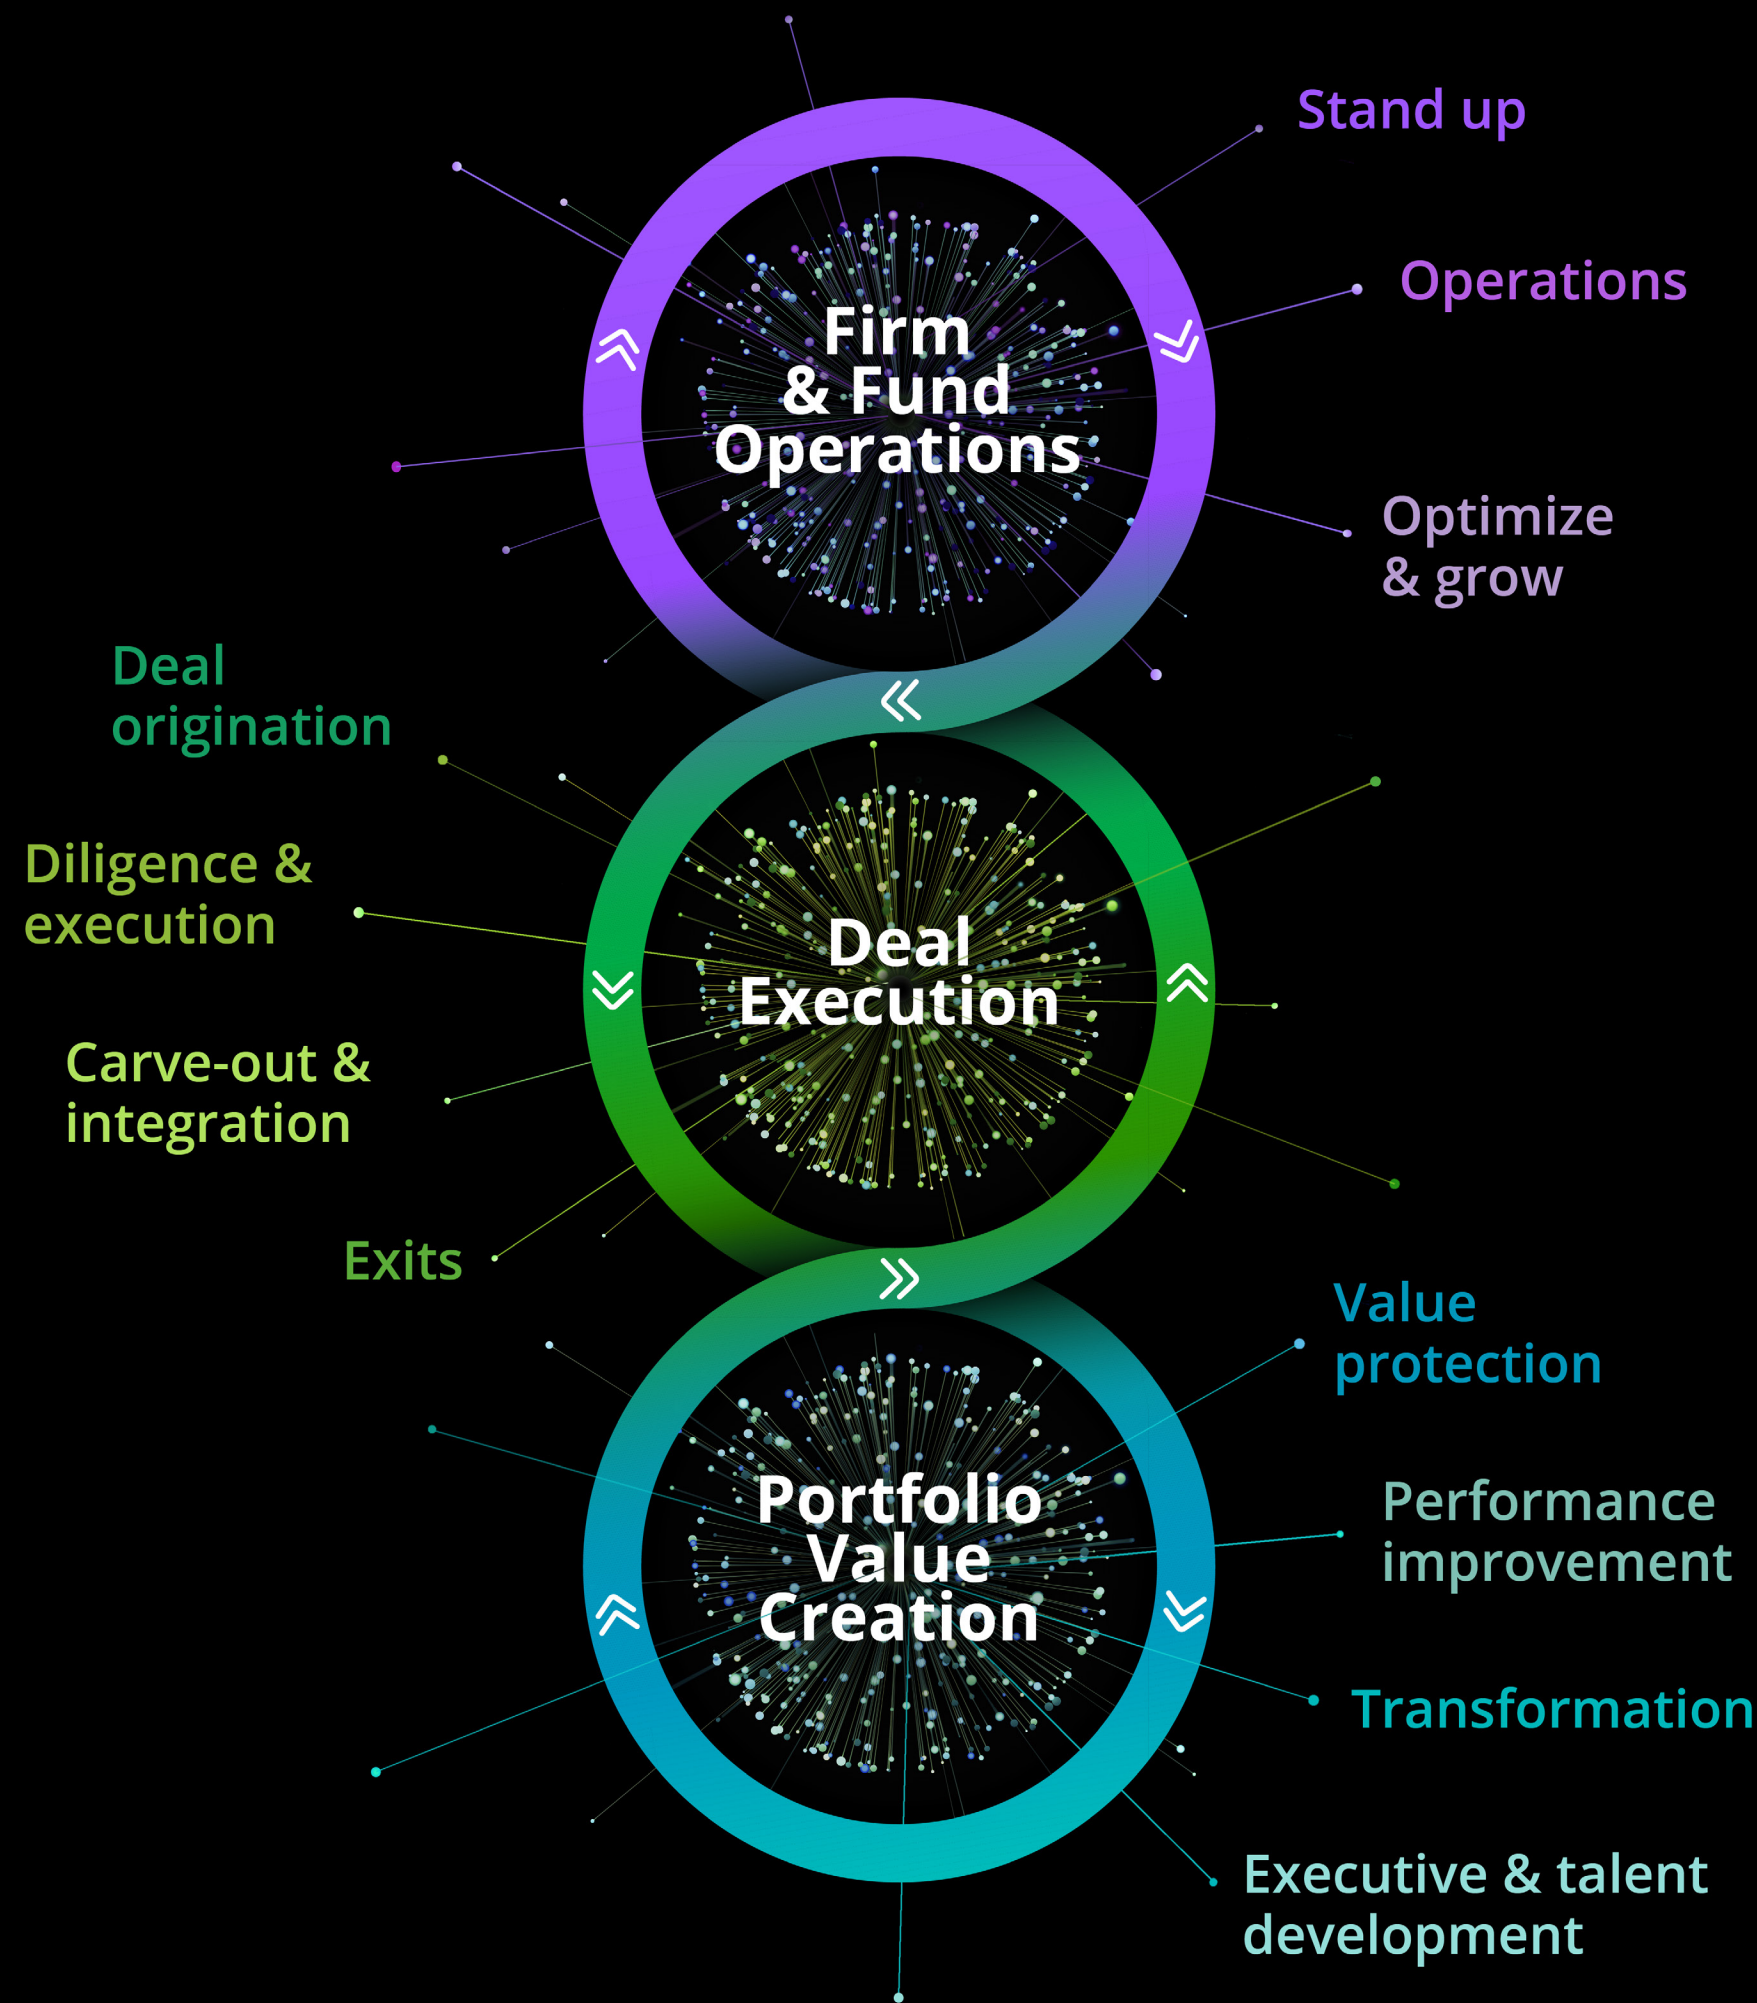 Stand up
Operations
Optimize
& grow
Firm
& Fund
Operations
Deal
origination
Diligence &
execution
Carve-out &
integration
Exits
Deal
Execution
Value
protection
Performance
improvement
Transformation
Executive & talent
development
Portfolio
Value
Creation